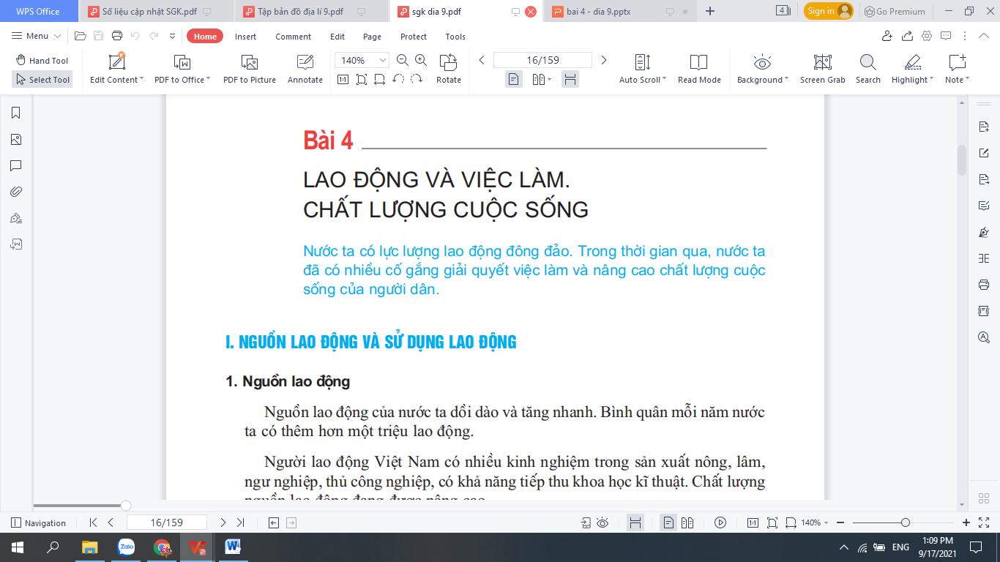 WPS Office
Số liệu cập nhật SGK.pdf
Tập bản đồ địa lí 9.pdf
sgk dia 9.pdf
bai 4 - dia 9.pptx
4
Sign in
Go Premium
Menu
Home
Insert
Comment
Edit
Page
Protect
Tools
Hand Tool
Select Tool
Edit Content
PDF to Office
PDF to Picture
Annotate
140%
Rotate
16/159
Auto Scroll
Read Mode
Background
Screen Grab
Search
Highlight
Note
Bài 4
LAO ĐỘNG VÀ VIỆC LÀM.
CHẤT LƯỢNG CUỘC SỐNG
Nước ta có lực lượng lao động đông đảo. Trong thời gian qua, nước ta
đã có nhiều cố gắng giải quyết việc làm và nâng cao chất lượng cuộc
sống của người dân.
I. NGUỒN LAO ĐỘNG VÀ SỬ DỤNG LAO ĐỘNG
1. Nguồn lao động
Nguồn lao động của nước ta dồi dào và tăng nhanh. Bình quân mỗi năm nước
ta có thêm hơn một triệu lao động.
Người lao động Việt Nam có nhiều kinh nghiệm trong sản xuất nông, lâm,
ngư nghiệp, thủ công nghiệp, có khả năng tiếp thu khoa học kĩ thuật. Chất lượng
nguồn lao động đang được nâng cao.
Navigation
16/159
140%
Zalo
ENG
1:09 PM
9/17/2021